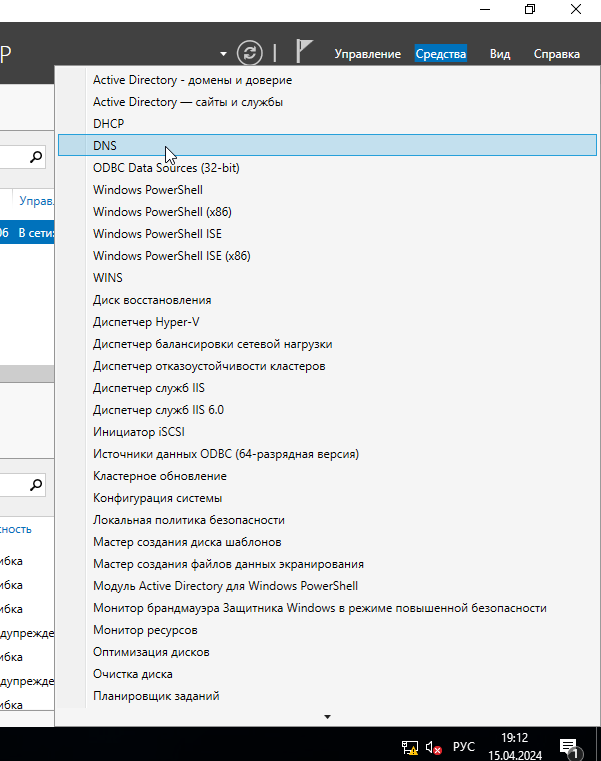 Р
Управление Средства Вид Справка
Active Directory - домены и доверие
Active Directory — сайты и службы
DHCP
DNS
ODBC Data Sources (32-bit)
Windows PowerShell
Windows PowerShell (x86)
Windows PowerShell ISE
Windows PowerShell ISE (x86)
WINS
Диск восстановления
Диспетчер Hyper-V
Диспетчер балансировки сетевой нагрузки
Диспетчер отказоустойчивости кластеров
Диспетчер служб IIS
Диспетчер служб IIS 6.0
Инициатор iSCSI
Источники данных ODBC (64-разрядная версия)
Кластерное обновление
Конфигурация системы
Локальная политика безопасности
Мастер создания диска шаблонов
Мастер создания файлов данных экранирования
Модуль Active Directory для Windows PowerShell
Монитор брандмауэра Защитника Windows в режиме повышенной безопасности
Монитор ресурсов
Оптимизация дисков
Очистка диска
Планировщик заданий
Управ
06 В сети:
сность
ибка
ибка
ибка
дупрежде
ибка
дупрежде
ибка
РУС
19:12
15.04.2024
1